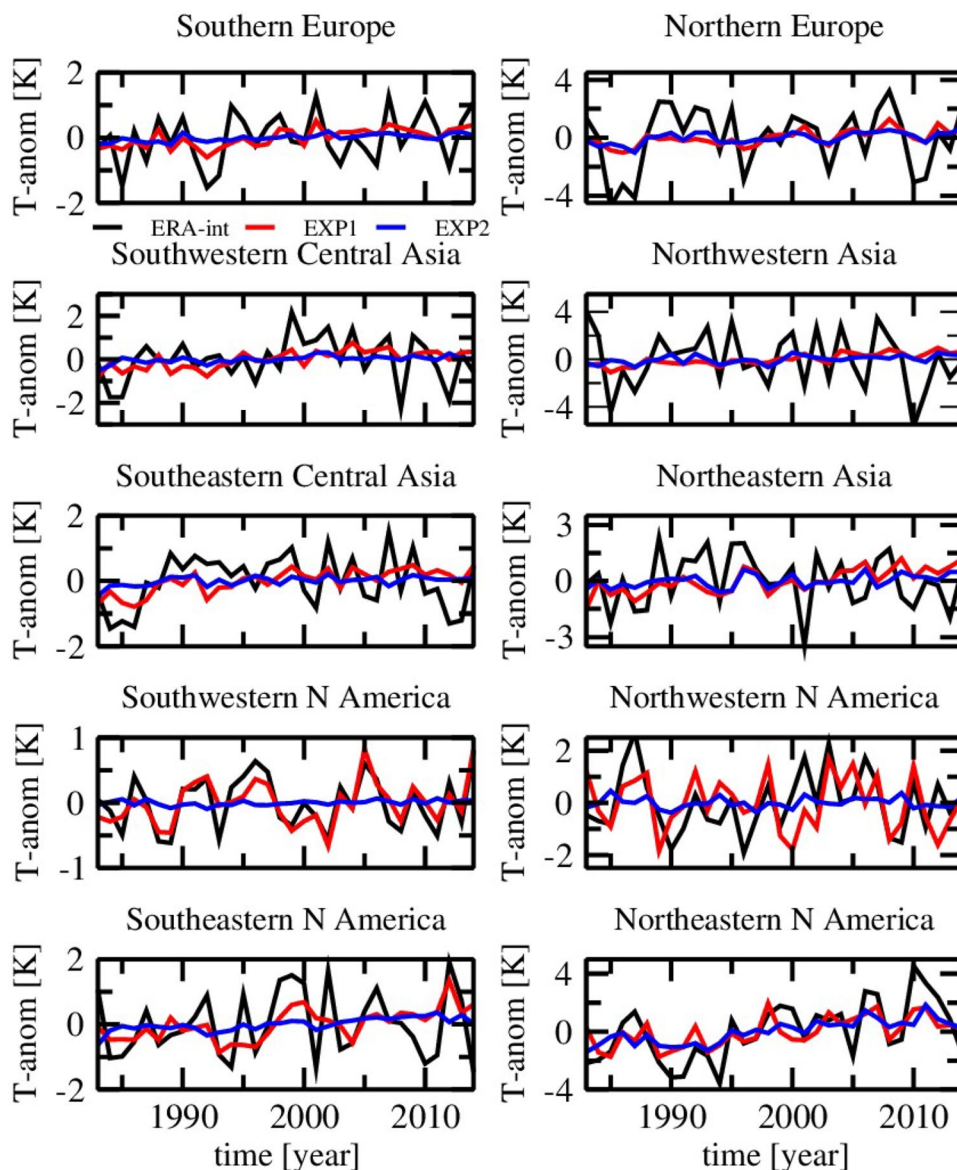 Southern Europe
Northern Europe
T-anom [K]
2
0
-2
T-anom [K]
4
0
-4
ERA-int EXP1 EXP2
Southwestern Central Asia
Northwestern Asia
T-anom [K]
2
0
-2
T-anom [K]
4
0
-4
Southeastern Central Asia
Northeastern Asia
T-anom [K]
2
0
-2
T-anom [K]
3
0
-3
Southwestern N America
Northwestern N America
T-anom [K]
1
0
-1
T-anom [K]
2
0
-2
Southeastern N America
Northeastern N America
T-anom [K]
2
0
-2
T-anom [K]
4
0
-4
1990 2000 2010
1990 2000 2010
time [year]
time [year]